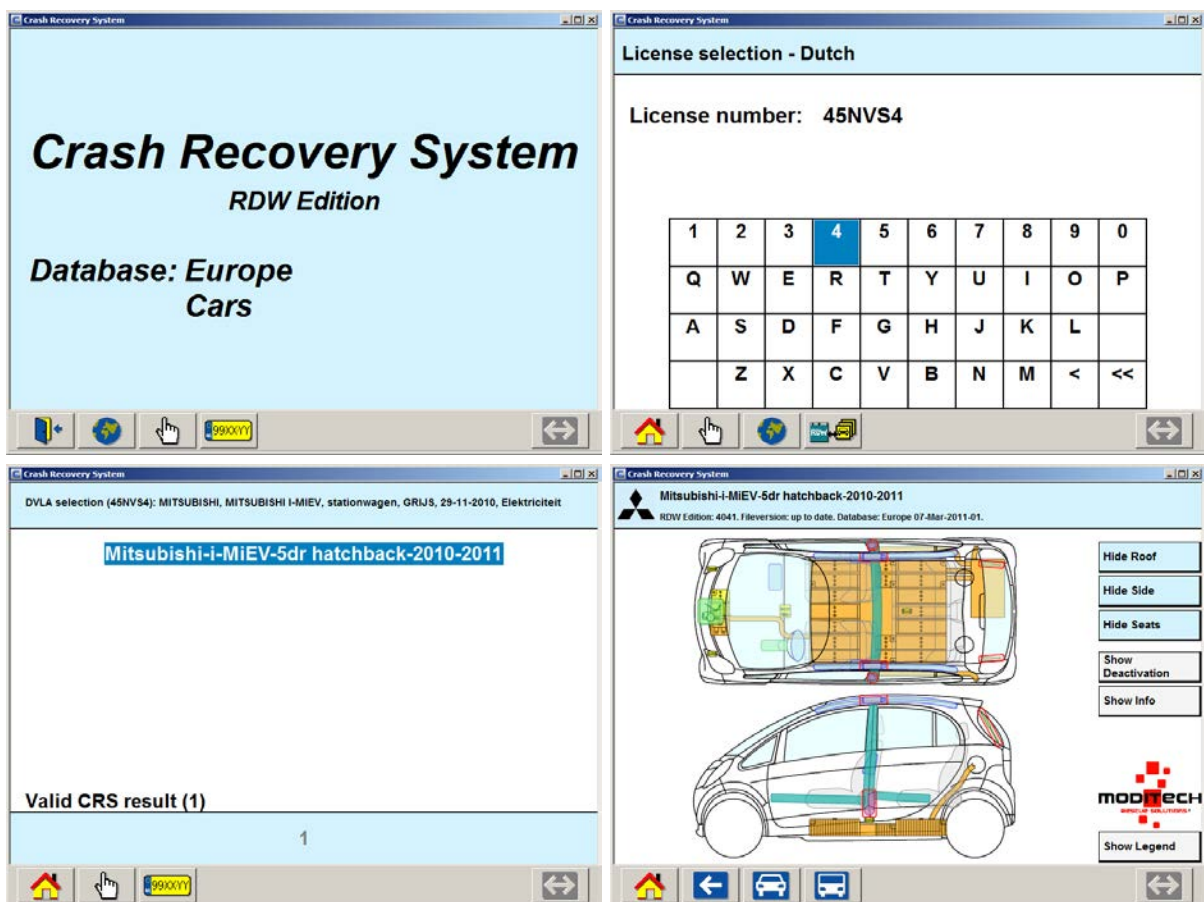 Crash Recovery System
Crash Recovery System
RDW Edition
Database: Europe
Cars
99XXYY
Crash Recovery System
License selection - Dutch
License number: 45NVS4
1 2 3 4 5 6 7 8 9 0
Q W E R T Y U I O P
A S D F G H J K L
Z X C V B N M < <<
RDW
Crash Recovery System
DVLA selection (45NVS4): MITSUBISHI, MITSUBISHI I-MIEV, stationwagen, GRIJS, 29-11-2010, Elektriciteit
Mitsubishi-i-MiEV-5dr hatchback-2010-2011
Valid CRS result (1)
1
99XXYY
Crash Recovery System
Mitsubishi-i-MiEV-5dr hatchback-2010-2011
RDW Edition: 4041. Fileversion: up to date. Database: Europe 07-Mar-2011-01.
Hide Roof
Hide Side
Hide Seats
Show
Deactivation
Show Info
MODITECH
RESCUE SOLUTIONS
Show Legend